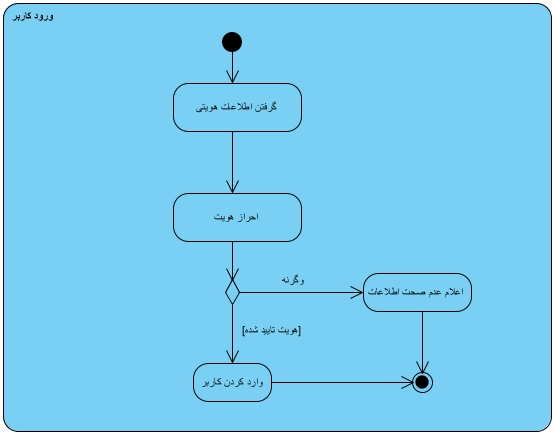 ورود کاربر
گرفتن اطلاعات هویتی
احراز هویت
وگرنه
اعلام عدم صحت اطلاعات
[هویت تایید شده]
وارد کردن کاربر